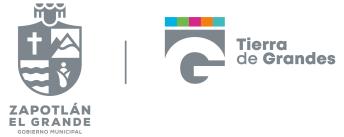 ZAPOTLÁN
EL GRANDE
GOBIERNO MUNICIPAL
G
Tierra
de Grandes